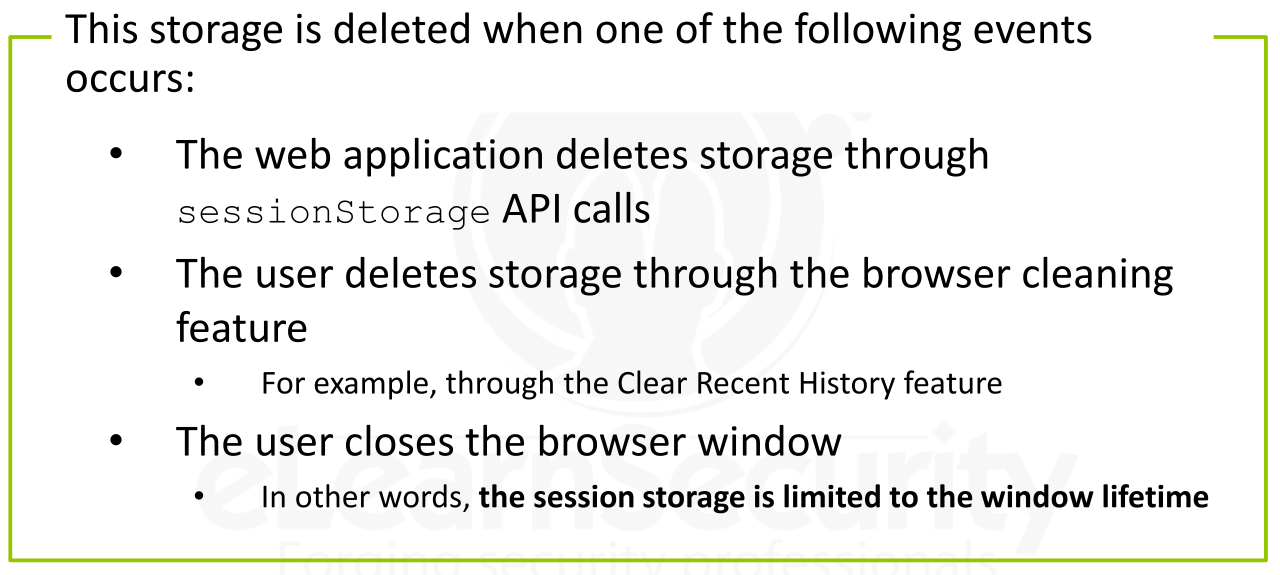 This storage is deleted when one of the following events
occurs:
• The web application deletes storage through
sessionStorage API calls
• The user deletes storage through the browser cleaning
feature
• For example, through the Clear Recent History feature
• The user closes the browser window
• In other words, the session storage is limited to the window lifetime
eLearnSecurity
Forging security professionals